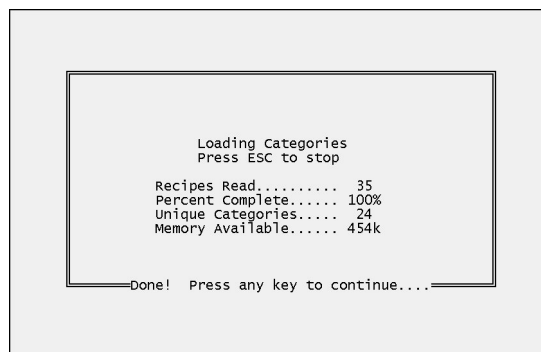 Loading Categories
Press ESC to stop
Recipes Read.......... 35
Percent Complete...... 100%
Unique Categories..... 24
Memory Available...... 454k
Done!  Press any key to continue....